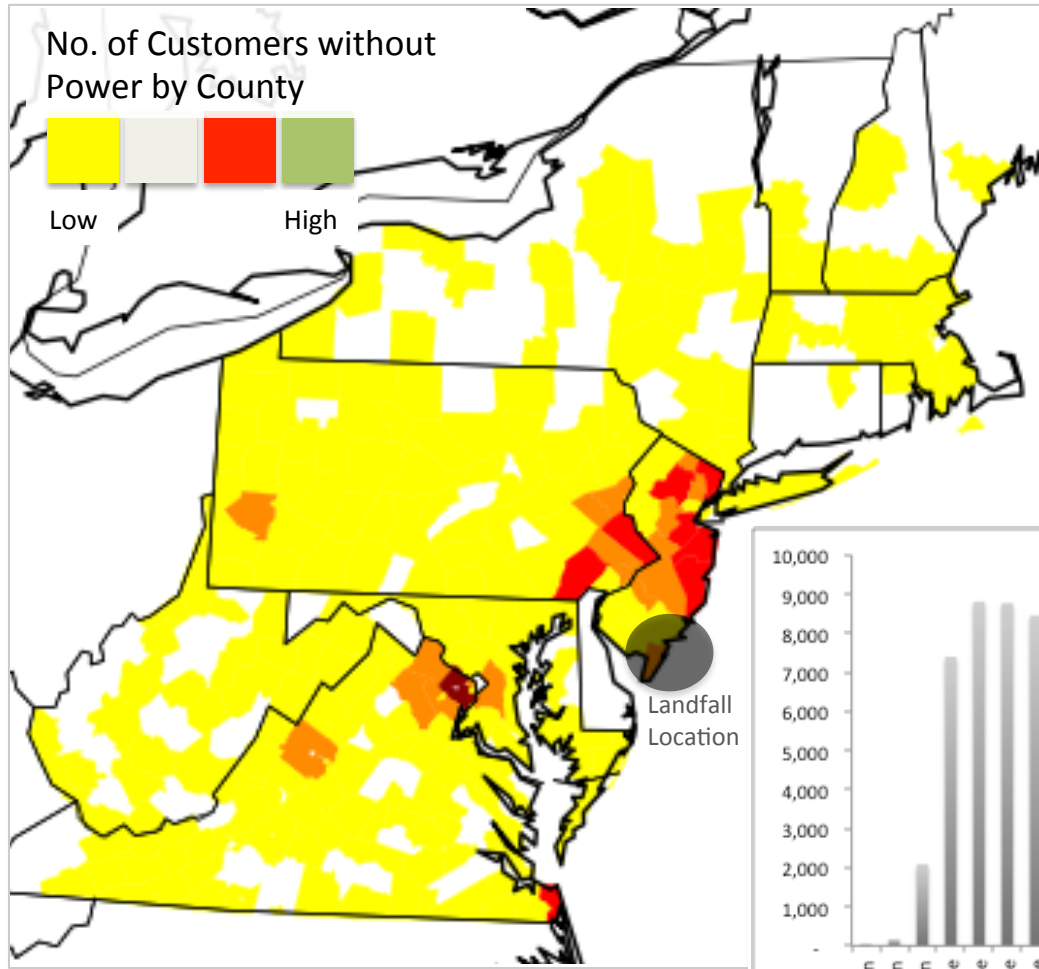 No. of Customers without
Power by County
Low High
Landfall
Location
10,000
9,000
8,000
7,000
6,000
5,000
4,000
3,000
2,000
1,000
-
n n n e e e e